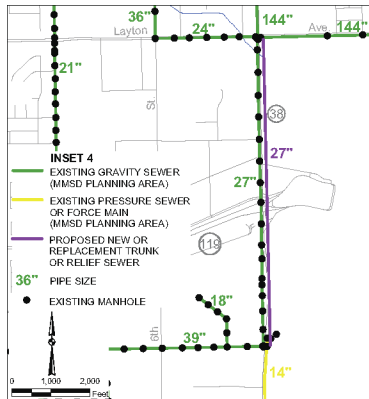 36"
144"
Layton
24"
Ave
144"
21"
St
38
INSET 4
27"
EXISTING GRAVITY SEWER
(MMSD PLANNING AREA)
27"
EXISTING PRESSURE SEWER
OR FORCE MAIN
(MMSD PLANNING AREA)
PROPOSED NEW OR
REPLACEMENT TRUNK
OR RELIEF SEWER
119
36" PIPE SIZE
EXISTING MANHOLE
18"
6th
39"
14"
0 1,000 2,000
Feet